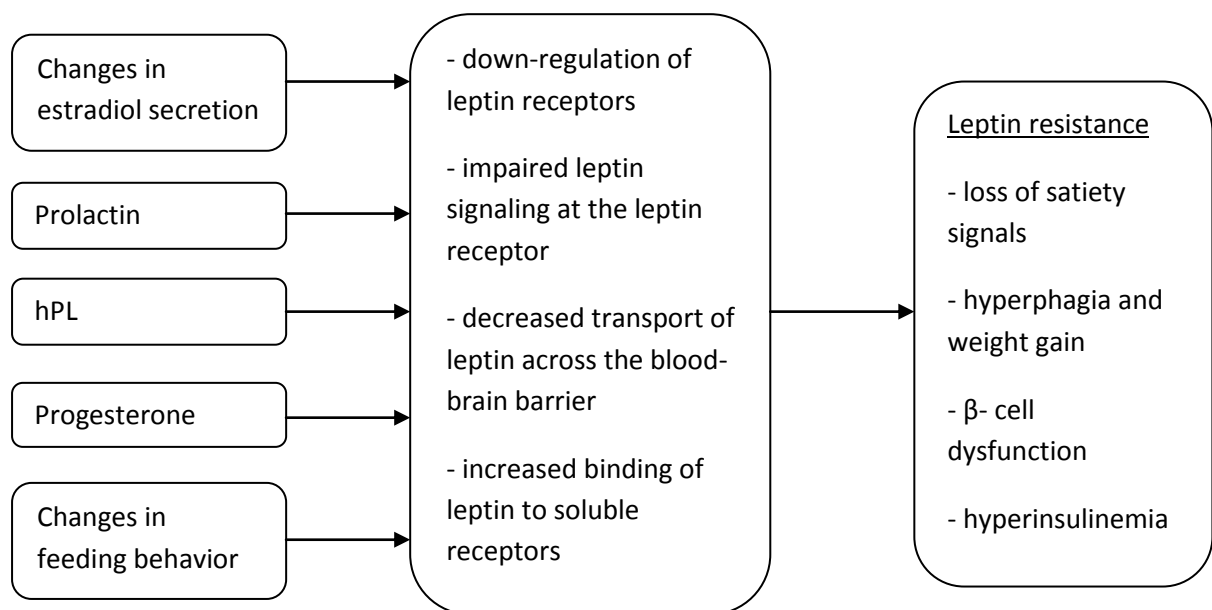 Changes in
estradiol secretion
Prolactin
hPL
Progesterone
Changes in
feeding behavior
- down-regulation of
leptin receptors
- impaired leptin
signaling at the leptin
receptor
- decreased transport of
leptin across the blood-
brain barrier
- increased binding of
leptin to soluble
receptors
Leptin resistance
- loss of satiety
signals
- hyperphagia and
weight gain
- β- cell
dysfunction
- hyperinsulinemia